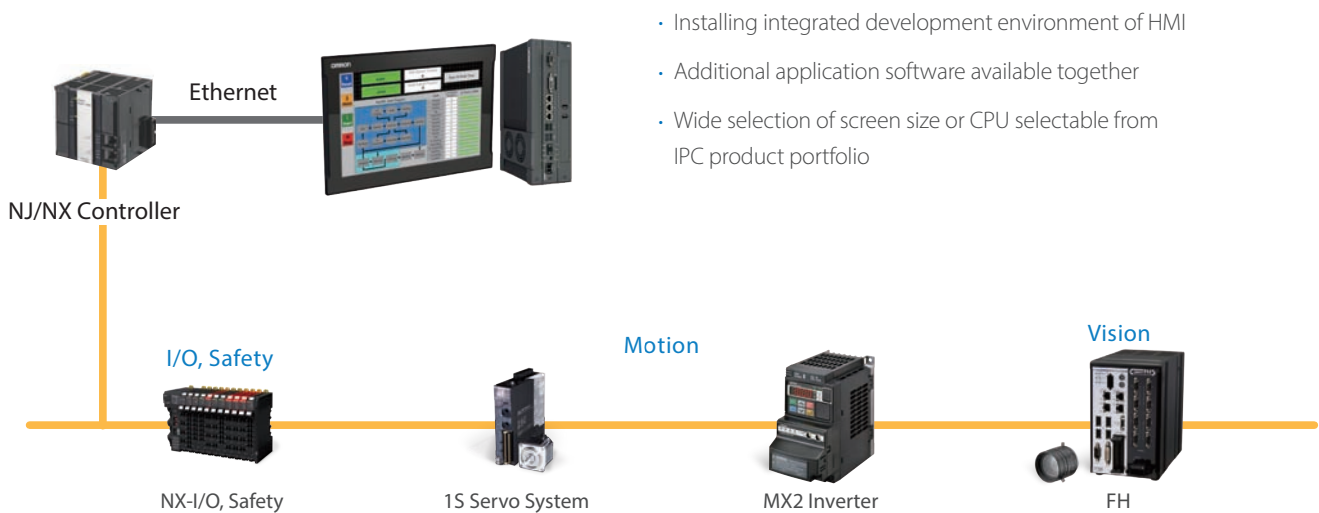 · Installing integrated development environment of HMI
· Additional application software available together
· Wide selection of screen size or CPU selectable from
IPC product portfolio
OMRON
Ethernet
NJ/NX Controller
I/O, Safety
Motion
Vision
NX-I/O, Safety
1S Servo System
MX2 Inverter
FH